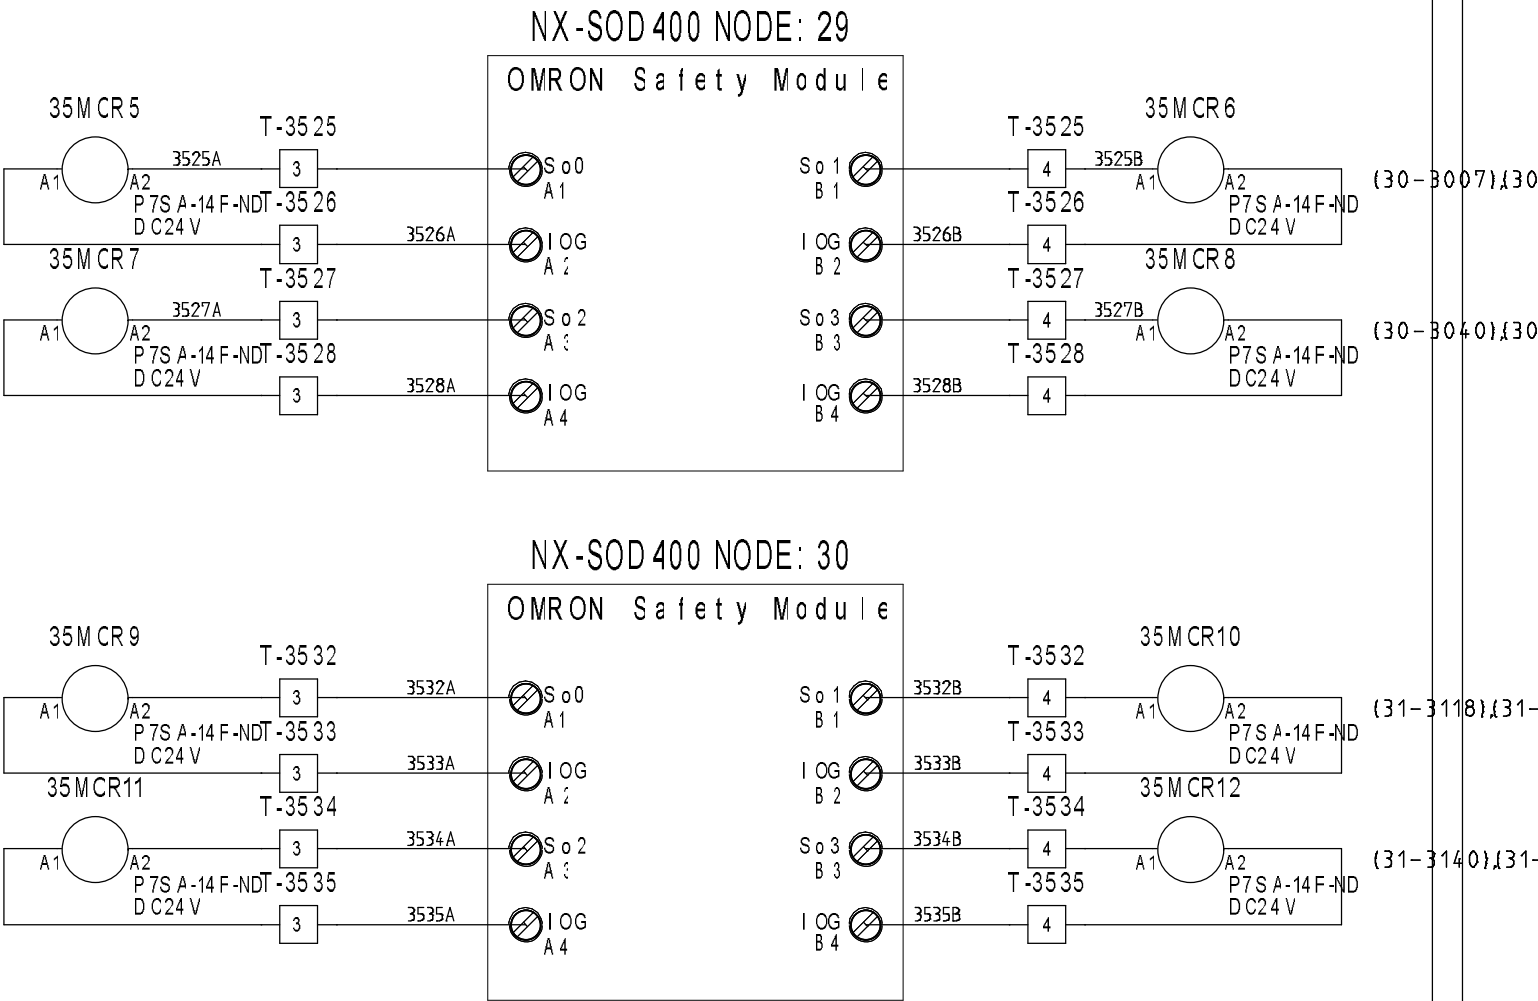 NX-SOD400 NODE: 29
OMRON Safety Module
35MCR5
T-3525
T-3525
35MCR6
3525A
3
So0
So1
4
3525B
A1
A2
A1
B1
A1
A2
(30-3007),(30
P7SA-14F-ND
T-3526
T-3526
P7SA-14F-ND
DC24V
DC24V
3
3526A
IOG
IOG
3526B
4
A2
B2
35MCR7
T-3527
T-3527
35MCR8
3527A
3
So2
So3
4
3527B
A1
A2
A3
B3
A1
A2
(30-3040),(30
P7SA-14F-ND
T-3528
T-3528
P7SA-14F-ND
DC24V
DC24V
3
3528A
IOG
IOG
3528B
4
A4
B4
NX-SOD400 NODE: 30
OMRON Safety Module
35MCR9
T-3532
T-3532
35MCR10
3
3532A
So0
So1
3532B
4
A1
A2
A1
B1
A1
A2
(31-3118),(31-
P7SA-14F-ND
T-3533
T-3533
P7SA-14F-ND
DC24V
DC24V
3
3533A
IOG
IOG
3533B
4
A2
B2
35MCR11
T-3534
T-3534
35MCR12
3
3534A
So2
So3
3534B
4
A1
A2
A3
B3
A1
A2
(31-3140),(31-
P7SA-14F-ND
T-3535
T-3535
P7SA-14F-ND
DC24V
DC24V
3
3535A
IOG
IOG
3535B
4
A4
B4